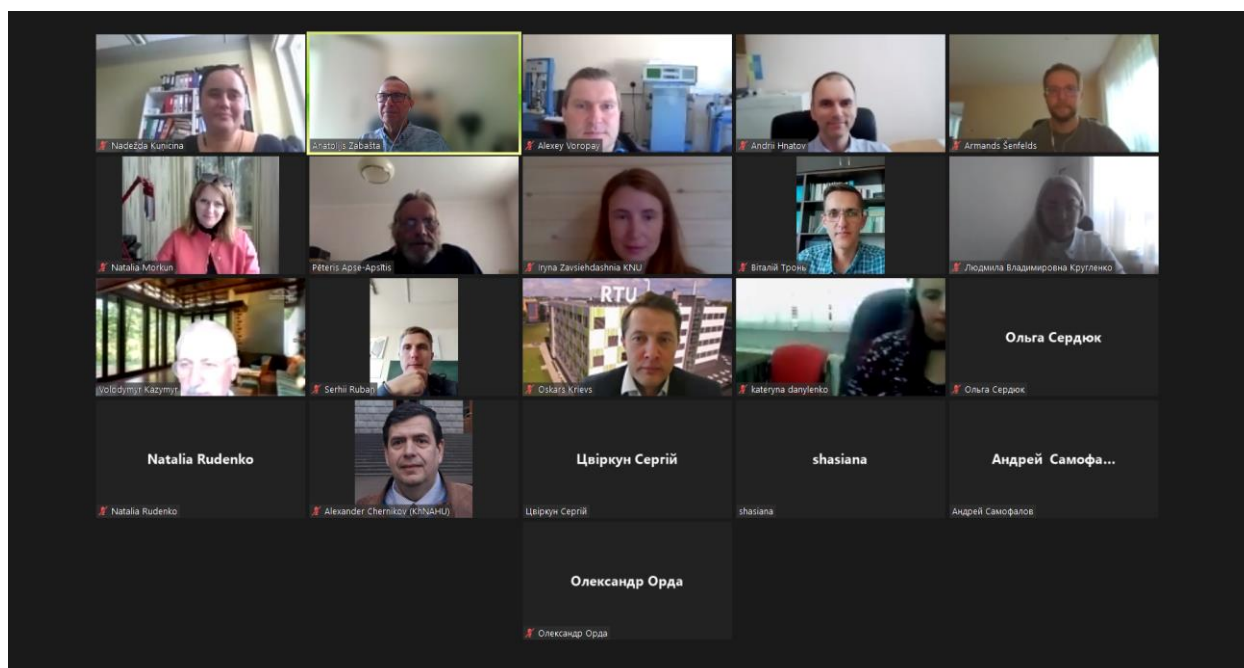 Nadežda Kunicina
Anatolijs Zabašta
Alexey Voropay
Andrii Hnatov
Armands Šenfelds
Natalia Morkun
Pēteris Apse-Apsītis
Iryna Zavsiehdashnia KNU
Віталій Тронь
Людмила Владимировна Кругленко
Volodymyr Kazymyr
Serhii Ruban
RTU
Oskars Krievs
kateryna danylenko
Ольга Сердюк
Ольга Сердюк
Natalia Rudenko
Natalia Rudenko
Alexander Chernikov (KhNAHU)
Цвіркун Сергій
Цвіркун Сергій
shasiana
shasiana
Андрей Самофа...
Андрей Самофалов
Олександр Орда
Олександр Орда